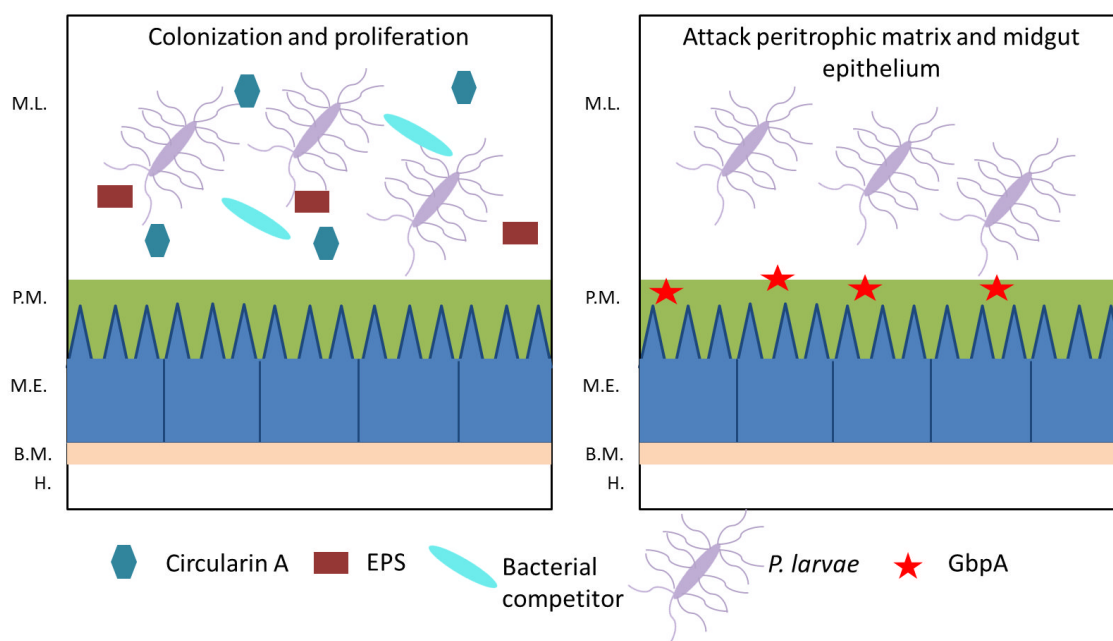 Colonization and proliferation
M.L.
P.M.
M.E.
B.M.
H.
Attack peritrophic matrix and midgut
epithelium
M.L.
P.M.
M.E.
B.M.
H.
Circularin A
EPS
Bacterial
competitor
P. larvae
GbpA